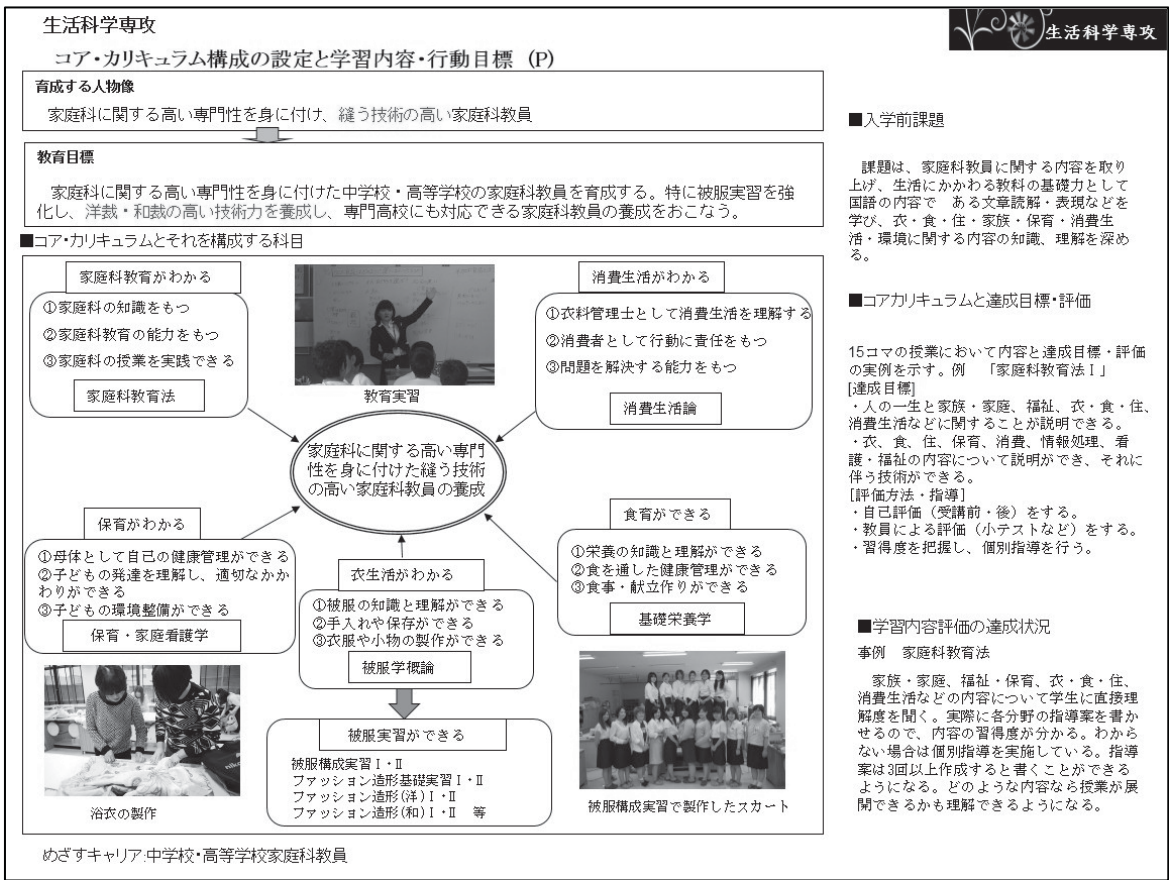 生活科学専攻
生活科学専攻
コア・カリキュラム構成の設定と学習内容・行動目標 (P)
育成する人物像
家庭科に関する高い専門性を身に付け、縫う技術の高い家庭科教員
教育目標
家庭科に関する高い専門性を身に付けた中学校・高等学校の家庭科教員を育成する。特に被服実習を強
化し、洋裁・和裁の高い技術力を養成し、専門高校にも対応できる家庭科教員の養成をおこなう。
■コア・カリキュラムとそれを構成する科目
家庭科教育がわかる
①家庭科の知識をもつ
②家庭科教育の能力をもつ
③家庭科の授業を実践できる
家庭科教育法
教育実習
消費生活がわかる
①衣料管理士として消費生活を理解する
②消費者として行動に責任をもつ
③問題を解決する能力をもつ
消費生活論
家庭科に関する高い専門
性を身に付けた縫う技術
の高い家庭科教員の養成
保育がわかる
①母体として自己の健康管理ができる
②子どもの発達を理解し、適切なかか
わりができる
③子どもの環境整備ができる
保育・家庭看護学
衣生活がわかる
①被服の知識と理解ができる
②手入れや保存ができる
③衣服や小物の製作ができる
被服学概論
食育ができる
①栄養の知識と理解ができる
②食を通した健康管理ができる
③食事・献立作りができる
基礎栄養学
浴衣の製作
被服実習ができる
被服構成実習Ⅰ・Ⅱ
ファッション造形基礎実習Ⅰ・Ⅱ
ファッション造形(洋)Ⅰ・Ⅱ
ファッション造形(和)Ⅰ・Ⅱ 等
被服構成実習で製作したスカート
めざすキャリア:中学校・高等学校家庭科教員
■入学前課題
課題は、家庭科教員に関する内容を取り
上げ、生活にかかわる教科の基礎力として
国語の内容で ある文章読解・表現などを
学び、衣・食・住・家族・保育・消費生
活・環境に関する内容の知識、理解を深め
る。
■コアカリキュラムと達成目標・評価
15コマの授業において内容と達成目標・評価
の実例を示す。例 「家庭科教育法Ⅰ」
[達成目標]
・人の一生と家族・家庭、福祉、衣・食・住、
消費生活などに関することが説明できる。
・衣、食、住、保育、消費、情報処理、看
護・福祉の内容について説明ができ、それに
伴う技術ができる。
[評価方法・指導]
・自己評価（受講前・後）をする。
・教員による評価（小テストなど）をする。
・習得度を把握し、個別指導を行う。
■学習内容評価の達成状況
事例 家庭科教育法
家族・家庭、福祉・保育、衣・食・住、
消費生活などの内容について学生に直接理
解度を聞く。実際に各分野の指導案を書か
せるので、内容の習得度が分かる。わから
ない場合は個別指導を実施している。指導
案は3回以上作成すると書くことができる
ようになる。どのような内容なら授業が展
開できるかも理解できるようになる。